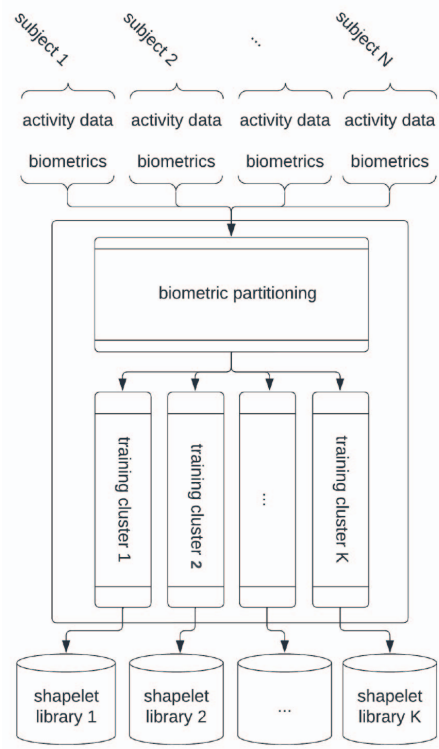 subject 1
subject 2
...
subject N
activity data
activity data
activity data
activity data
biometrics
biometrics
biometrics
biometrics
biometric partitioning
training cluster 1
training cluster 2
...
training cluster K
shapelet
library 1
shapelet
library 2
...
shapelet
library K